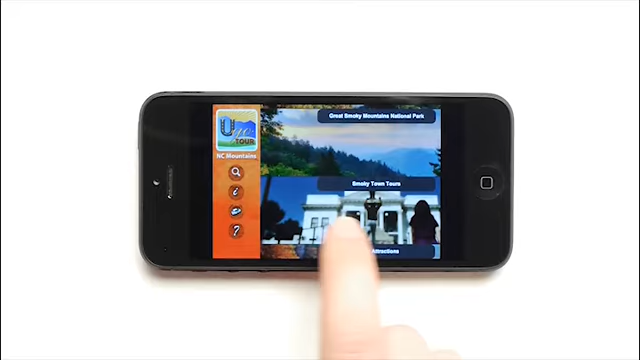 Great Smoky Mountains National Park
TOUR
NC Mountains
i
Smoky Town Tours
?
Attractions